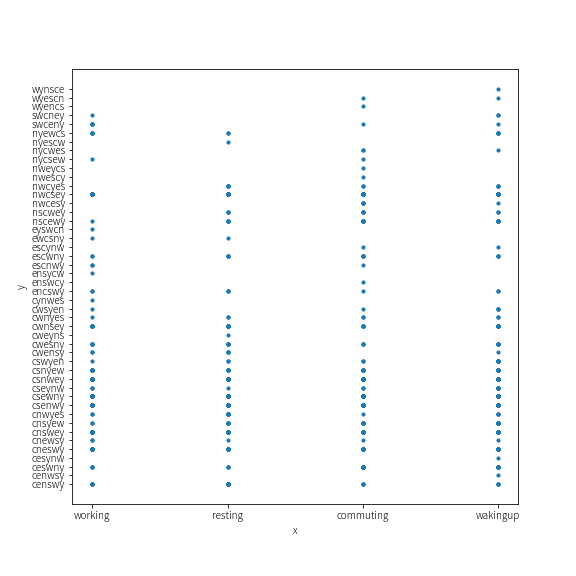 wynsce
wyescn
wyencs
swcney
swceny
nyewcs
nyescw
nycwes
nycsew
nweycs
nwescy
nwcyes
nwcsey
nwcesy
nscwey
nscewy
eyswcn
ewcsny
escynw
escwny
escnwy
ensycw
enswcy
encswy
cynwes
cwsyen
cwnyes
cwnsey
cweyns
cwesny
cwensy
cswyen
csnyew
csnwey
cseynw
csewny
csenwy
cnwyes
cnsyew
cnswey
cnewsy
cneswy
cesynw
ceswny
cenwsy
censwy
y
working resting commuting wakingup
x